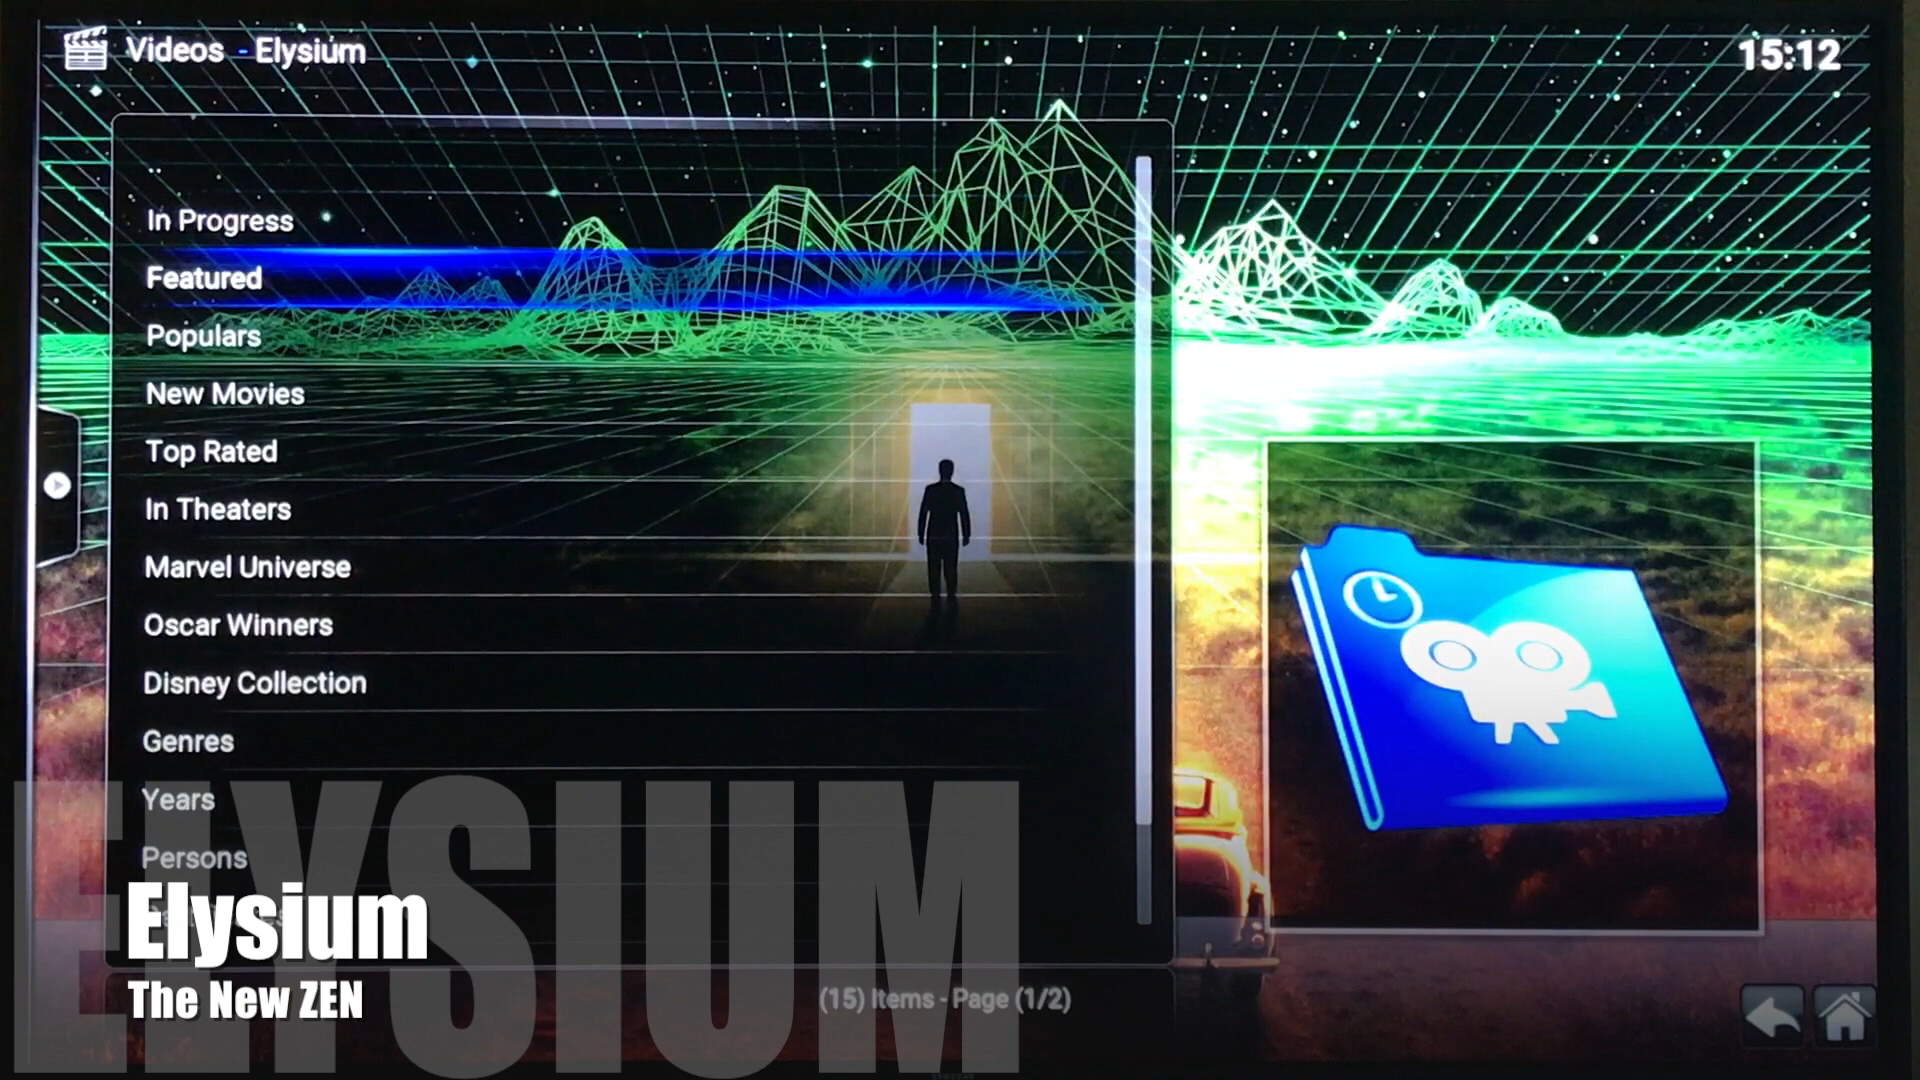 Videos - Elysium
15:12
..
In Progress
Featured
Populars
New Movies
Top Rated
In Theaters
Marvel Universe
Oscar Winners
Disney Collection
Genres
Years
Persons
ELYSIUM
Elysium
The New ZEN
(15) Items - Page (1/2)